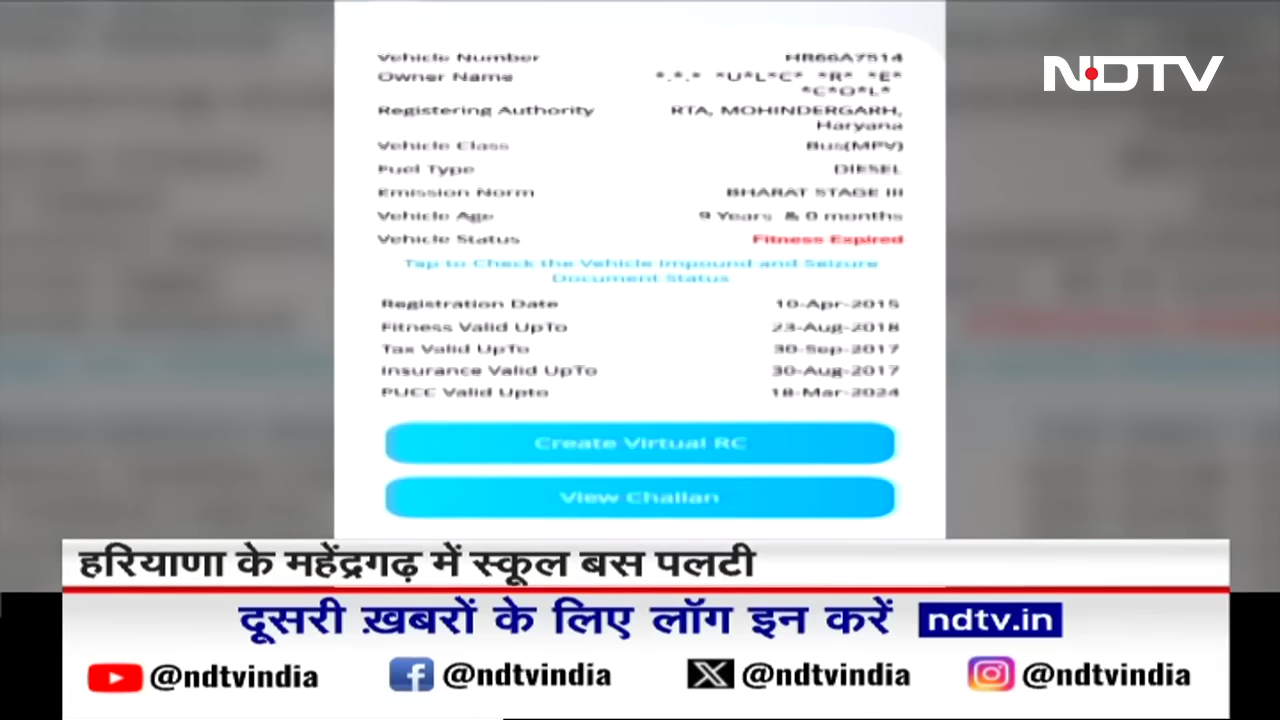 NDTV
Vehicle Number HR66A7514
Owner Name *.*.* *U*L*C* *R* *E*
*C*O*L*
Registering Authority RTA, MOHINDERGARH,
Haryana
Vehicle Class Bus(MPV)
Fuel Type DIESEL
Emission Norm BHARAT STAGE III
Vehicle Age 9 Years & 0 months
Vehicle Status Fitness Expired
Tap to Check the Vehicle Impound and Seizure
Document Status
Registration Date 10-Apr-2015
Fitness Valid UpTo 23-Aug-2018
Tax Valid UpTo 30-Sep-2017
Insurance Valid UpTo 30-Aug-2017
PUCC Valid Upto 18-Mar-2024
Create Virtual RC
View Challan
हरियाणा के महेंद्रगढ़ में स्कूल बस पलटी
दूसरी ख़बरों के लिए लॉग इन करें ndtv.in
@ndtvindia @ndtvindia @ndtvindia @ndtvindia